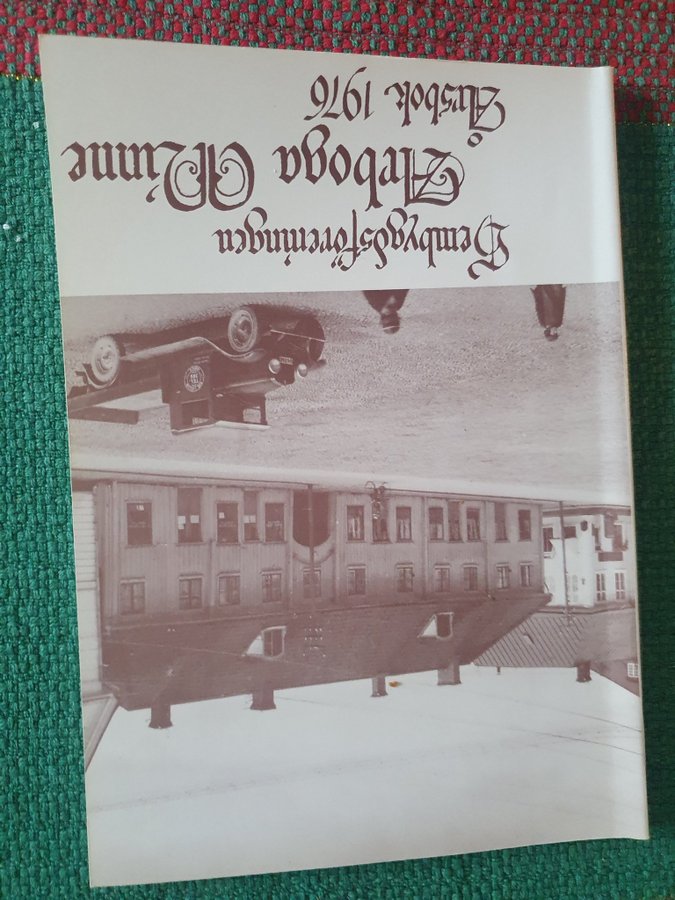 Hembygdsföreningen
Arboga Minne
Årsbok 1976